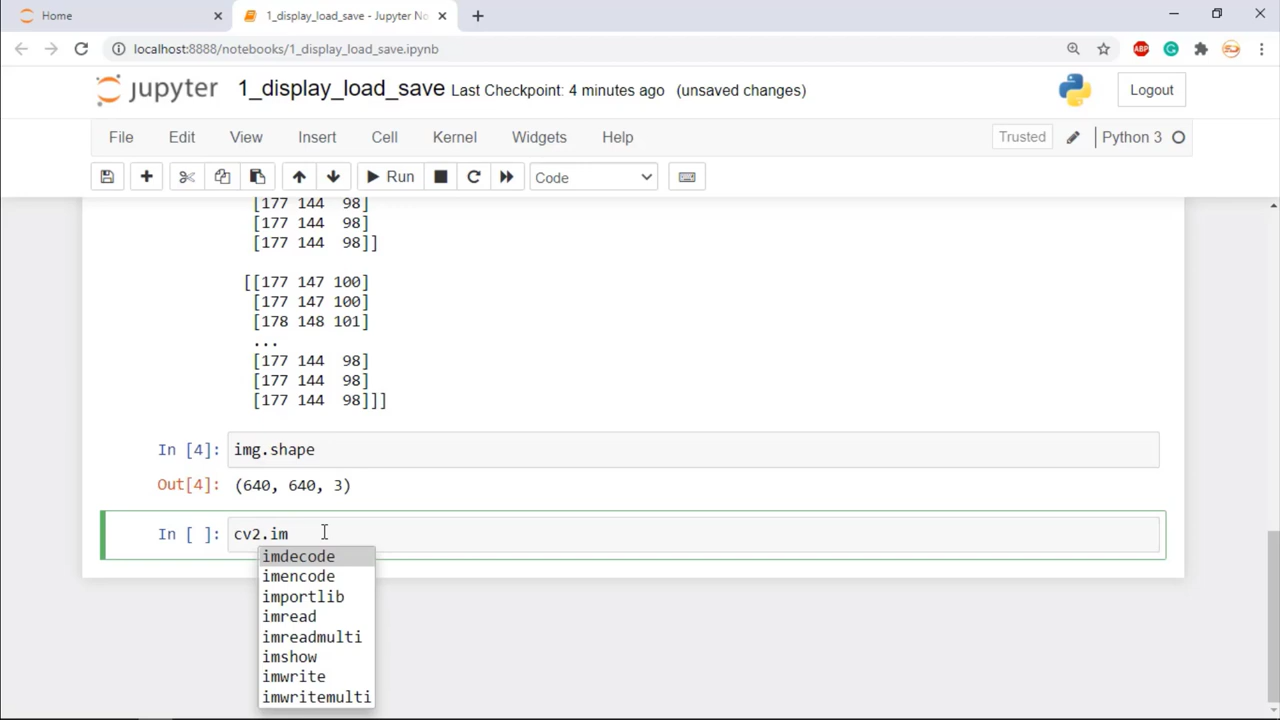 Home
1_display_load_save - Jupyter No
localhost:8888/notebooks/1_display_load_save.ipynb
ABP
jupyter 1_display_load_save Last Checkpoint: 4 minutes ago (unsaved changes)
Logout
File Edit View Insert Cell Kernel Widgets Help
Trusted Python 3
Run Code
[177 144 98]
[177 144 98]
[177 144 98]]
[[177 147 100]
[177 147 100]
[178 148 101]
...
[177 144 98]
[177 144 98]
[177 144 98]]]
In [4]: img.shape
Out[4]: (640, 640, 3)
In [ ]: cv2.im
imdecode
imencode
importlib
imread
imreadmulti
imshow
imwrite
imwritemulti